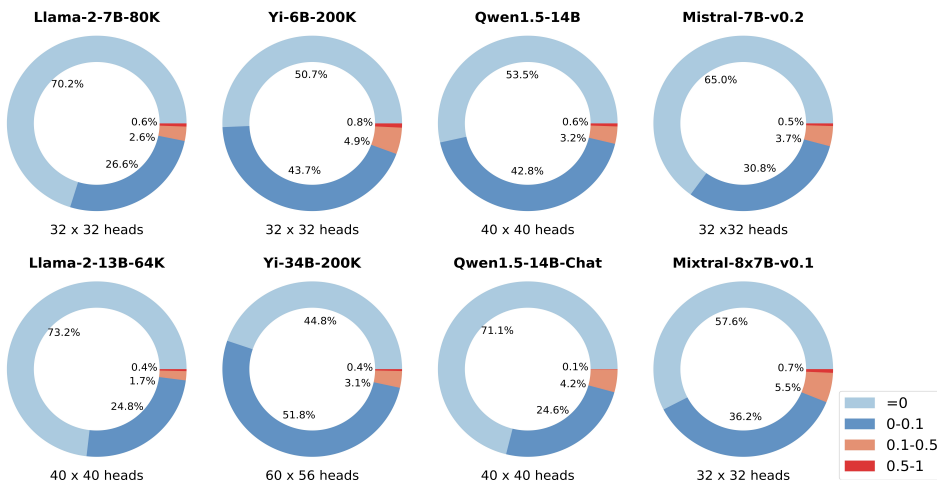 Llama-2-7B-80K
Yi-6B-200K
Qwen1.5-14B
Mistral-7B-v0.2
70.2%
0.6%
2.6%
26.6%
50.7%
0.8%
4.9%
43.7%
53.5%
0.6%
3.2%
42.8%
65.0%
0.5%
3.7%
30.8%
32 x 32 heads
32 x 32 heads
40 x 40 heads
32 x32 heads
Llama-2-13B-64K
Yi-34B-200K
Qwen1.5-14B-Chat
Mixtral-8x7B-v0.1
73.2%
0.4%
1.7%
24.8%
44.8%
0.4%
3.1%
51.8%
71.1%
0.1%
4.2%
24.6%
57.6%
0.7%
5.5%
36.2%
40 x 40 heads
60 x 56 heads
40 x 40 heads
32 x 32 heads
=0
0-0.1
0.1-0.5
0.5-1